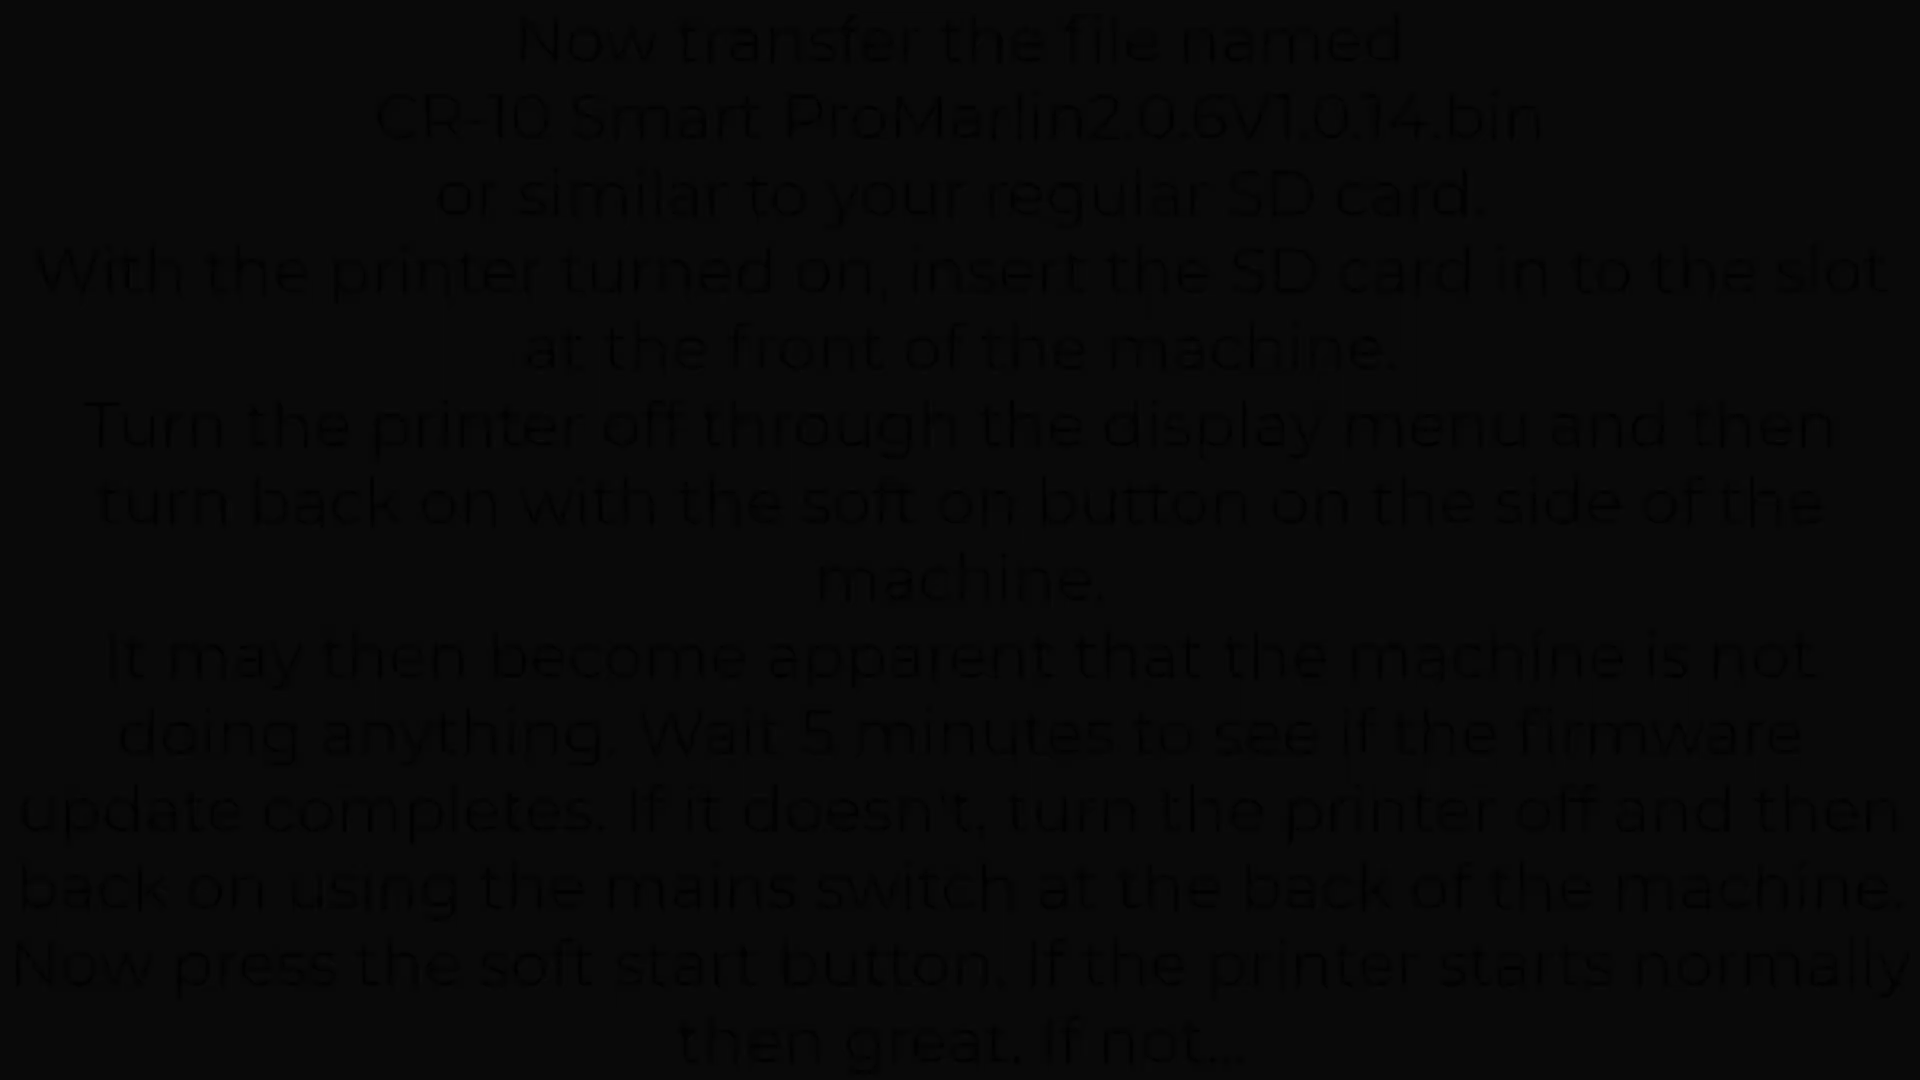 Now transfer the file named
CR-10 Smart ProMarlin2.0.6V1.0.14.bin
or similar to your regular SD card.
With the printer turned on, insert the SD card in to the slot
at the front of the machine.
Turn the printer off through the display menu and then
turn back on with the soft on button on the side of the
machine.
It may then become apparent that the machine is not
doing anything. Wait 5 minutes to see if the firmware
update completes. If it doesn't, turn the printer off and then
back on using the mains switch at the back of the machine.
Now press the soft start button. If the printer starts normally
then great. If not...